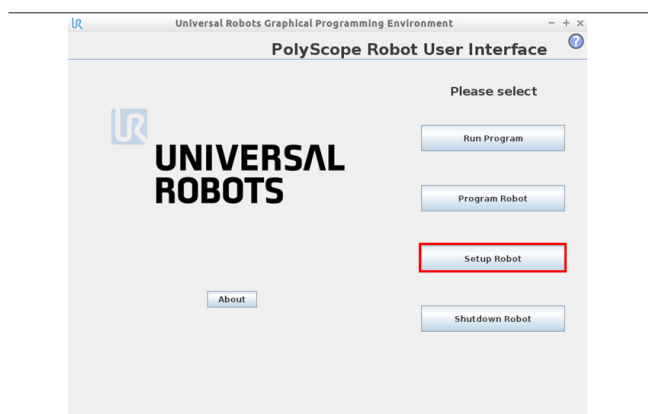 Universal Robots Graphical Programming Environment
PolyScope Robot User Interface
?
Please select
UR
UNIVERSAL
ROBOTS
Run Program
Program Robot
Setup Robot
About
Shutdown Robot